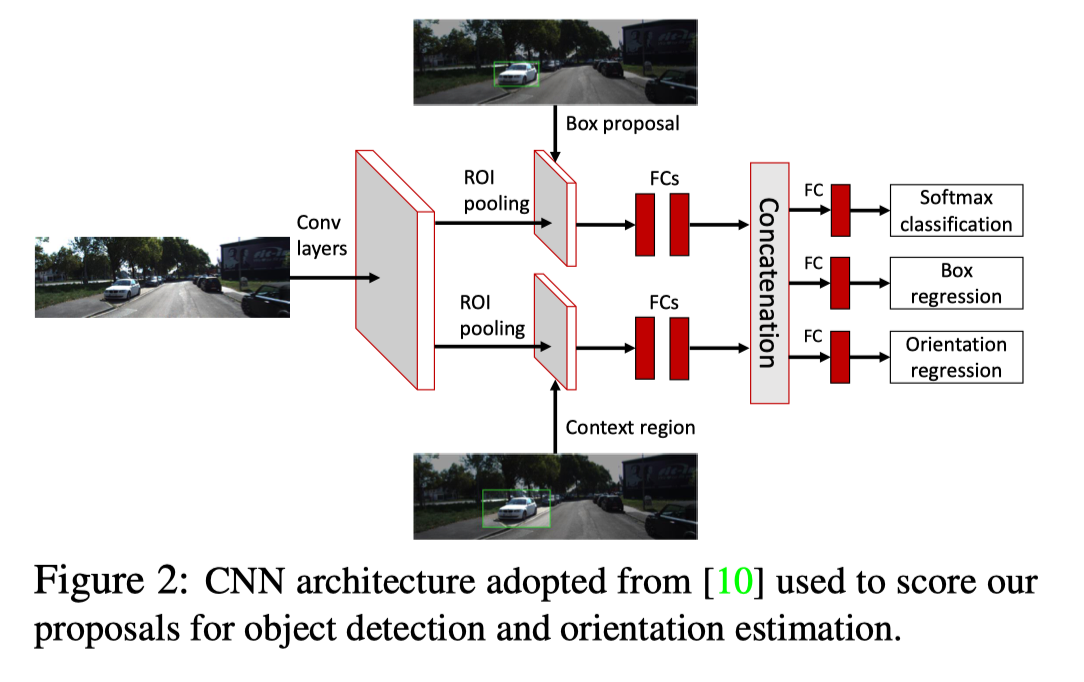 Box proposal
ROI
pooling
FCs
Conv
layers
Concatenation
FC
Softmax
classification
FC
Box
regression
ROI
pooling
FCs
FC
Orientation
regression
Context region
Figure 2: CNN architecture adopted from [10] used to score our
proposals for object detection and orientation estimation.